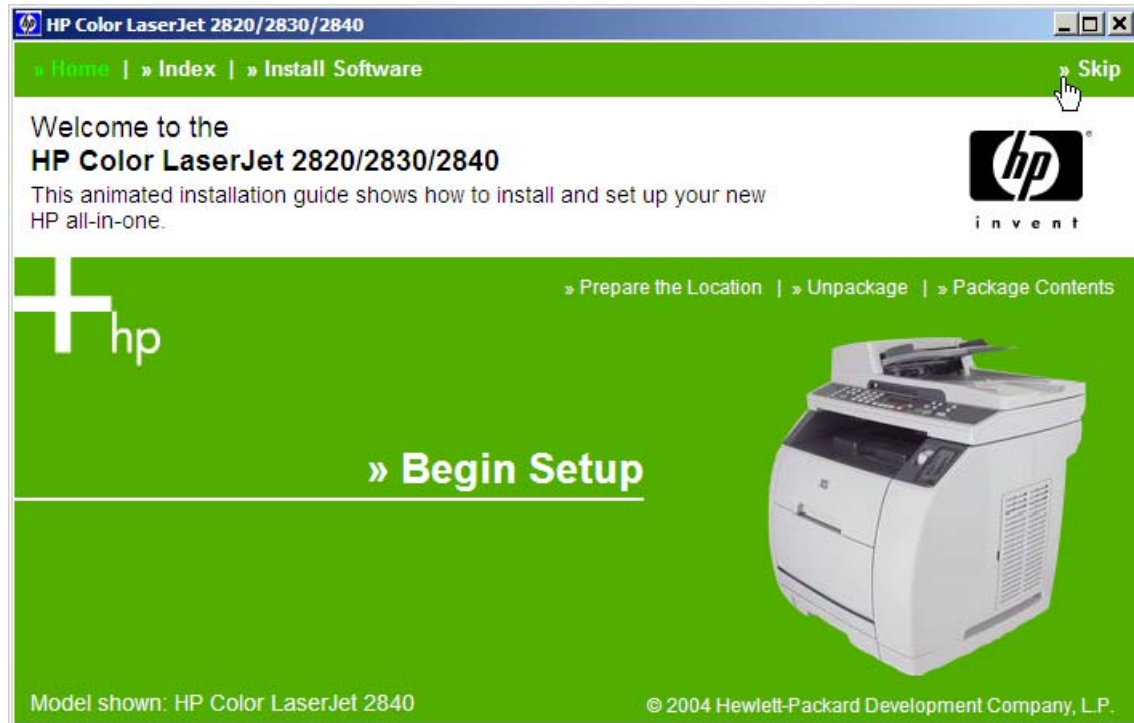 HP Color LaserJet 2820/2830/2840
» Home | » Index | » Install Software » Skip
Welcome to the
HP Color LaserJet 2820/2830/2840
This animated installation guide shows how to install and set up your new
HP all-in-one.
hp
invent
» Prepare the Location | » Unpackage | » Package Contents
hp
» Begin Setup
Model shown: HP Color LaserJet 2840
© 2004 Hewlett-Packard Development Company, L.P.